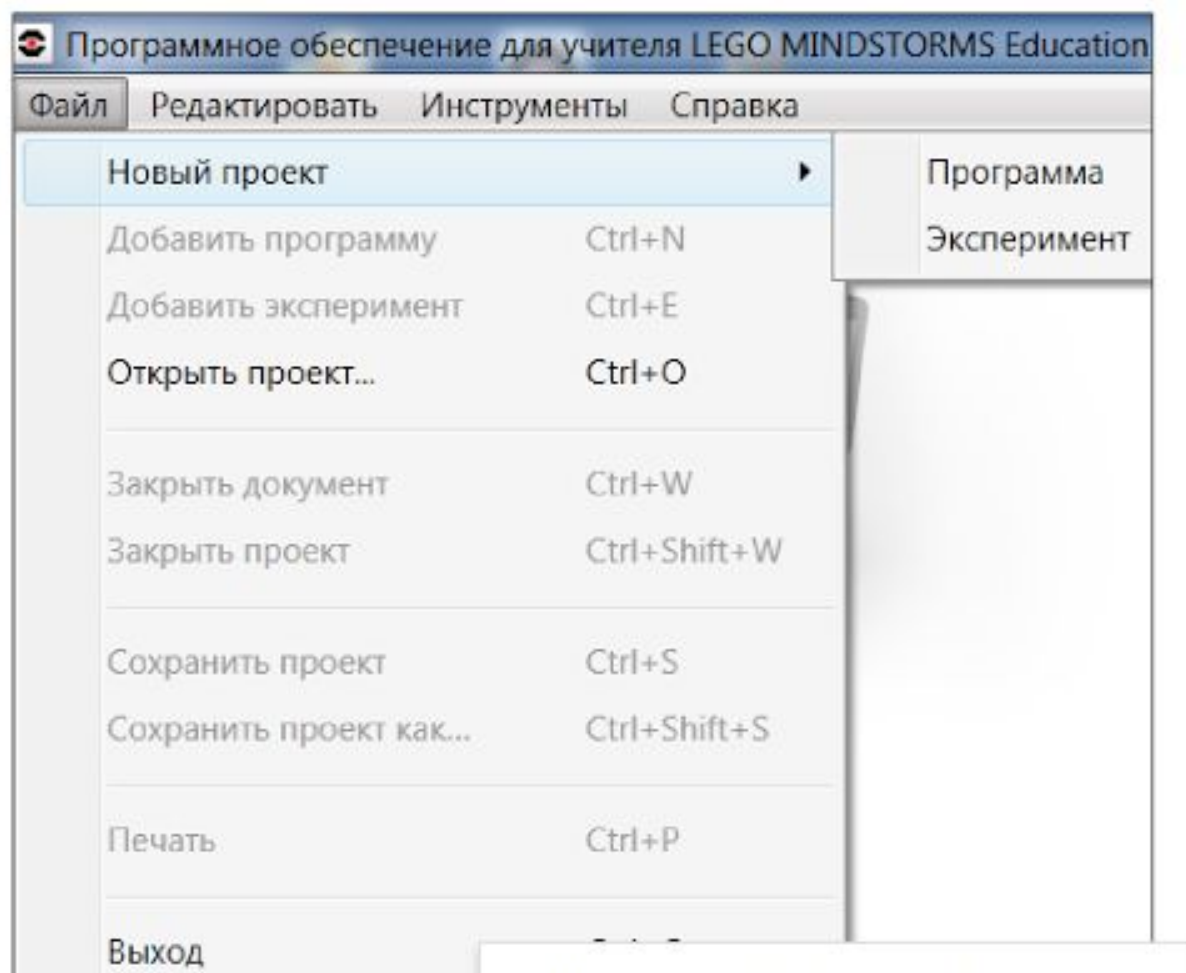 Программное обеспечение для учителя LEGO MINDSTORMS Education
Файл Редактировать Инструменты Справка
Новый проект Программа
Добавить программу Ctrl+N Эксперимент
Добавить эксперимент Ctrl+E
Открыть проект... Ctrl+O
Закрыть документ Ctrl+W
Закрыть проект Ctrl+Shift+W
Сохранить проект Ctrl+S
Сохранить проект как... Ctrl+Shift+S
Печать Ctrl+P
Выход